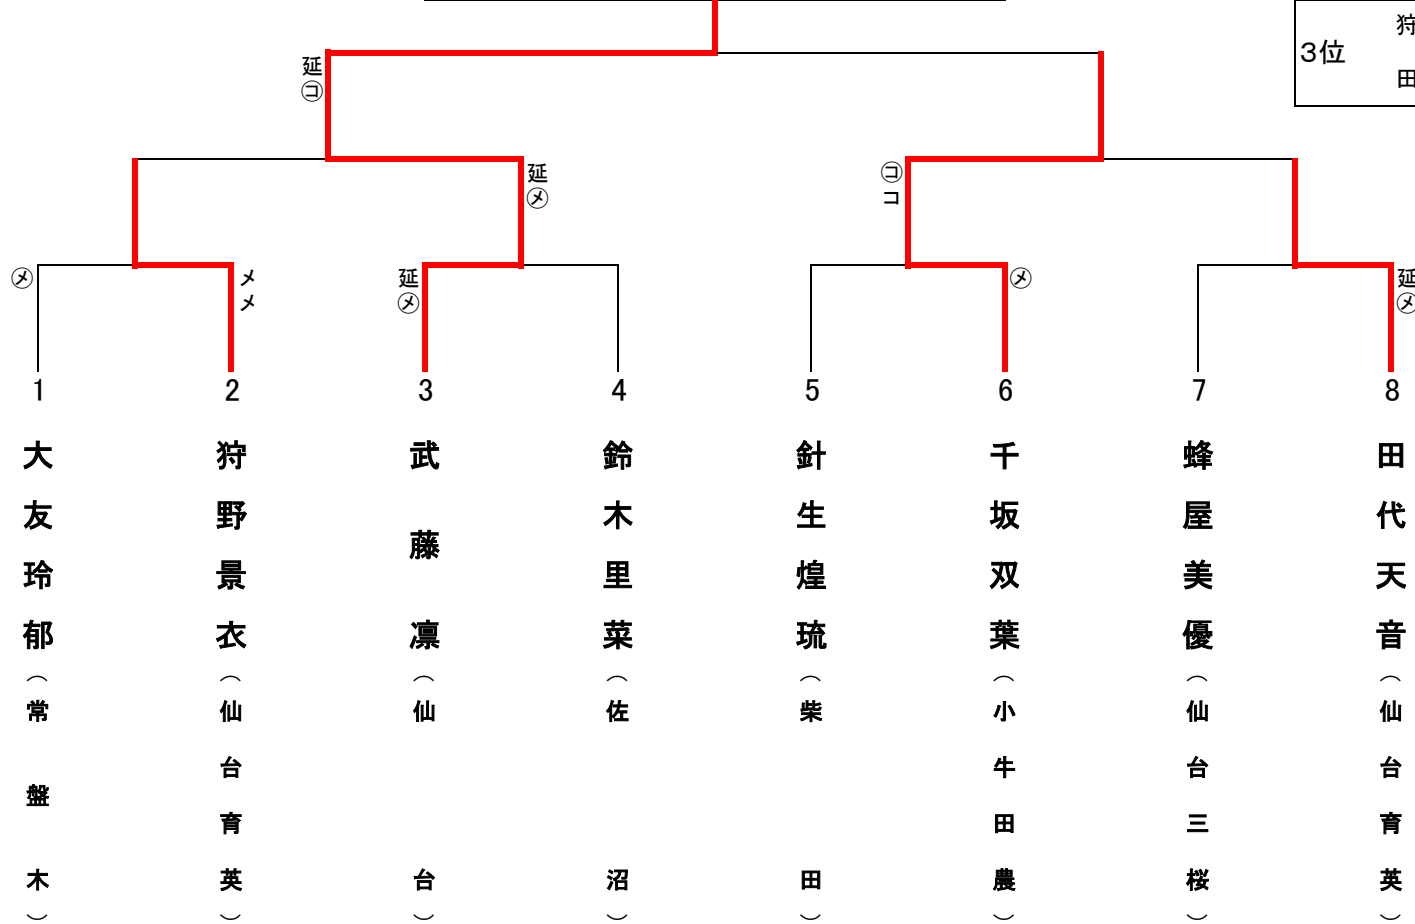 狩
3位
田
延
㋙
延
㋱
㋙
コ
㋱
メ
メ
延
㋱
㋱
延
㋱
1
2
3
4
5
6
7
8
大友玲郁（常盤木）
狩野景衣（仙台育英）
武藤凛（仙台）
鈴木里菜（佐沼）
針生煌琉（柴田）
千坂双葉（小牛田農）
蜂屋美優（仙台三桜）
田代天音（仙台育英）